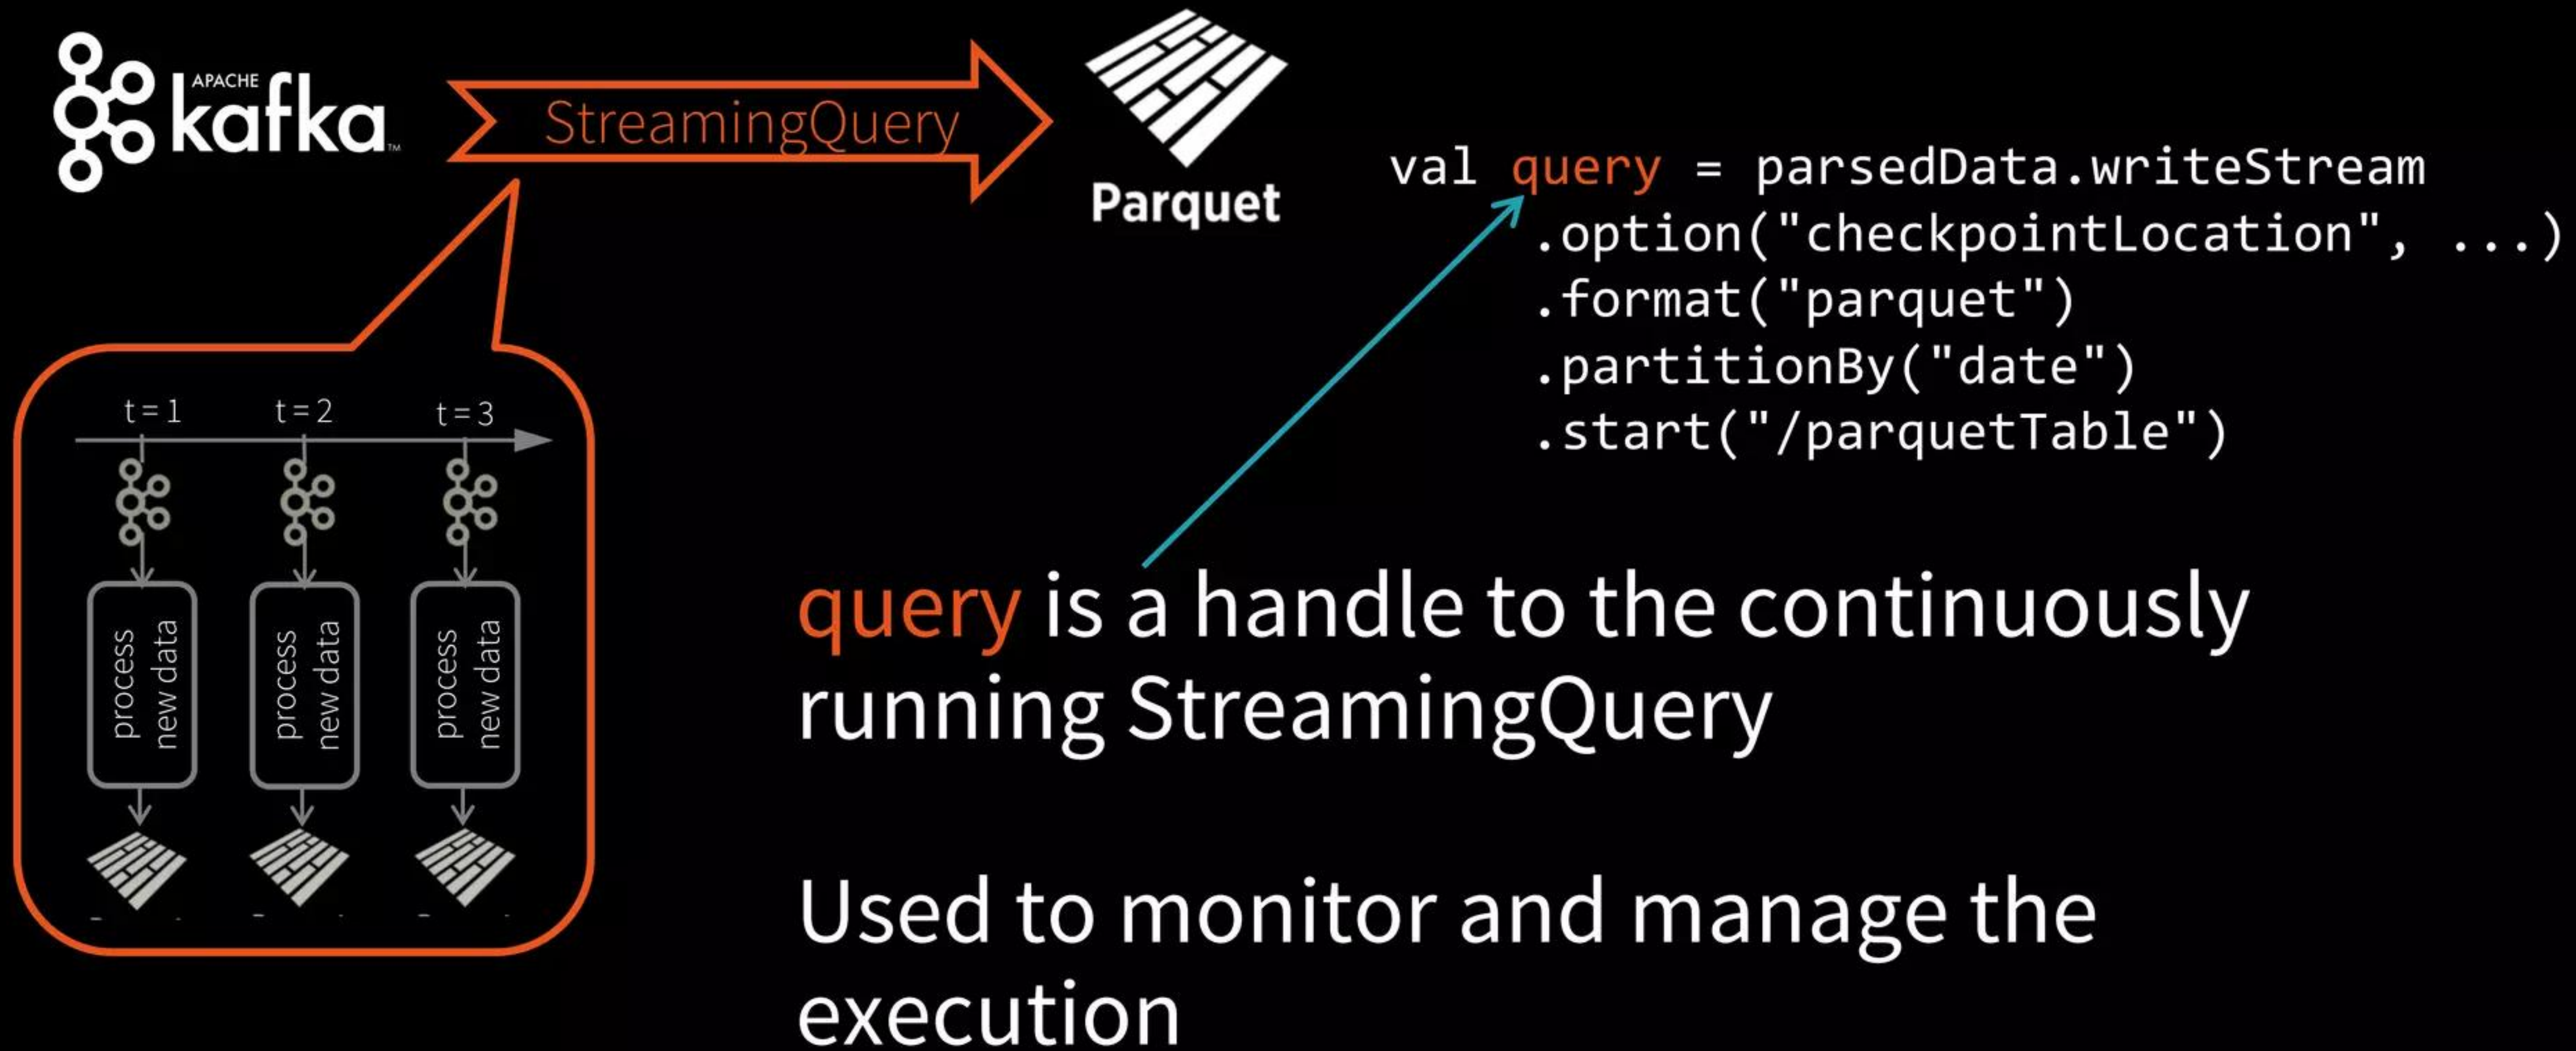 APACHE
kafka™
StreamingQuery
Parquet
val query = parsedData.writeStream
.option("checkpointLocation", ...)
.format("parquet")
.partitionBy("date")
.start("/parquetTable")
t=1 t=2 t=3
process
new data
process
new data
process
new data
query is a handle to the continuously
running StreamingQuery
Used to monitor and manage the
execution